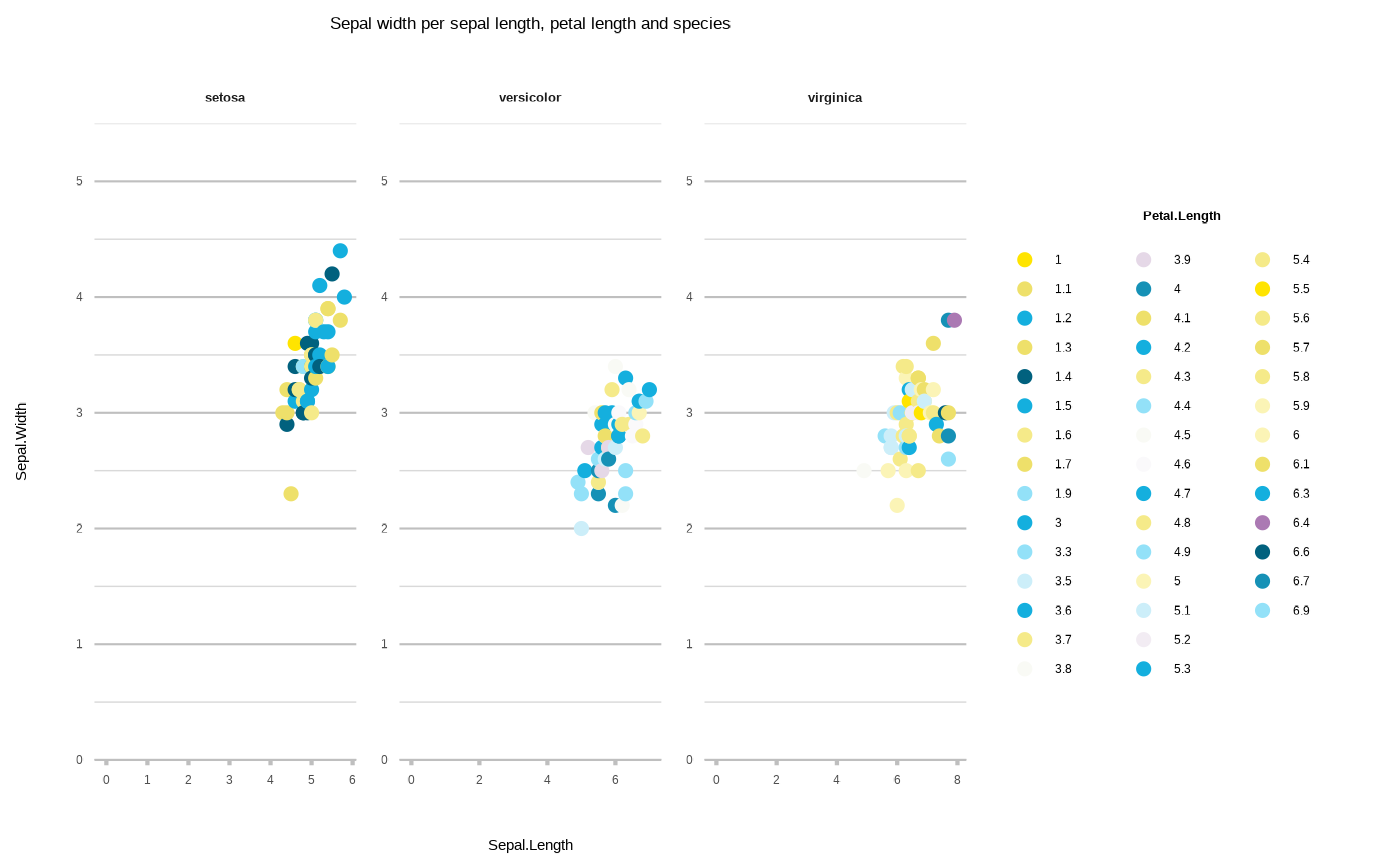 Sepal width per sepal length, petal length and species
setosa versicolor virginica
5 5 5
4 4 4
3 3 3
2 2 2
1 1 1
0 0 0
0 1 2 3 4 5 6 0 2 4 6 0 2 4 6 8
Sepal.Width
Sepal.Length
Petal.Length
1 3.9 5.4
1.1 4 5.5
1.2 4.1 5.6
1.3 4.2 5.7
1.4 4.3 5.8
1.5 4.4 5.9
1.6 4.5 6
1.7 4.6 6.1
1.9 4.7 6.3
3 4.8 6.4
3.3 4.9 6.6
3.5 5 6.7
3.6 5.1 6.9
3.7 5.2
3.8 5.3